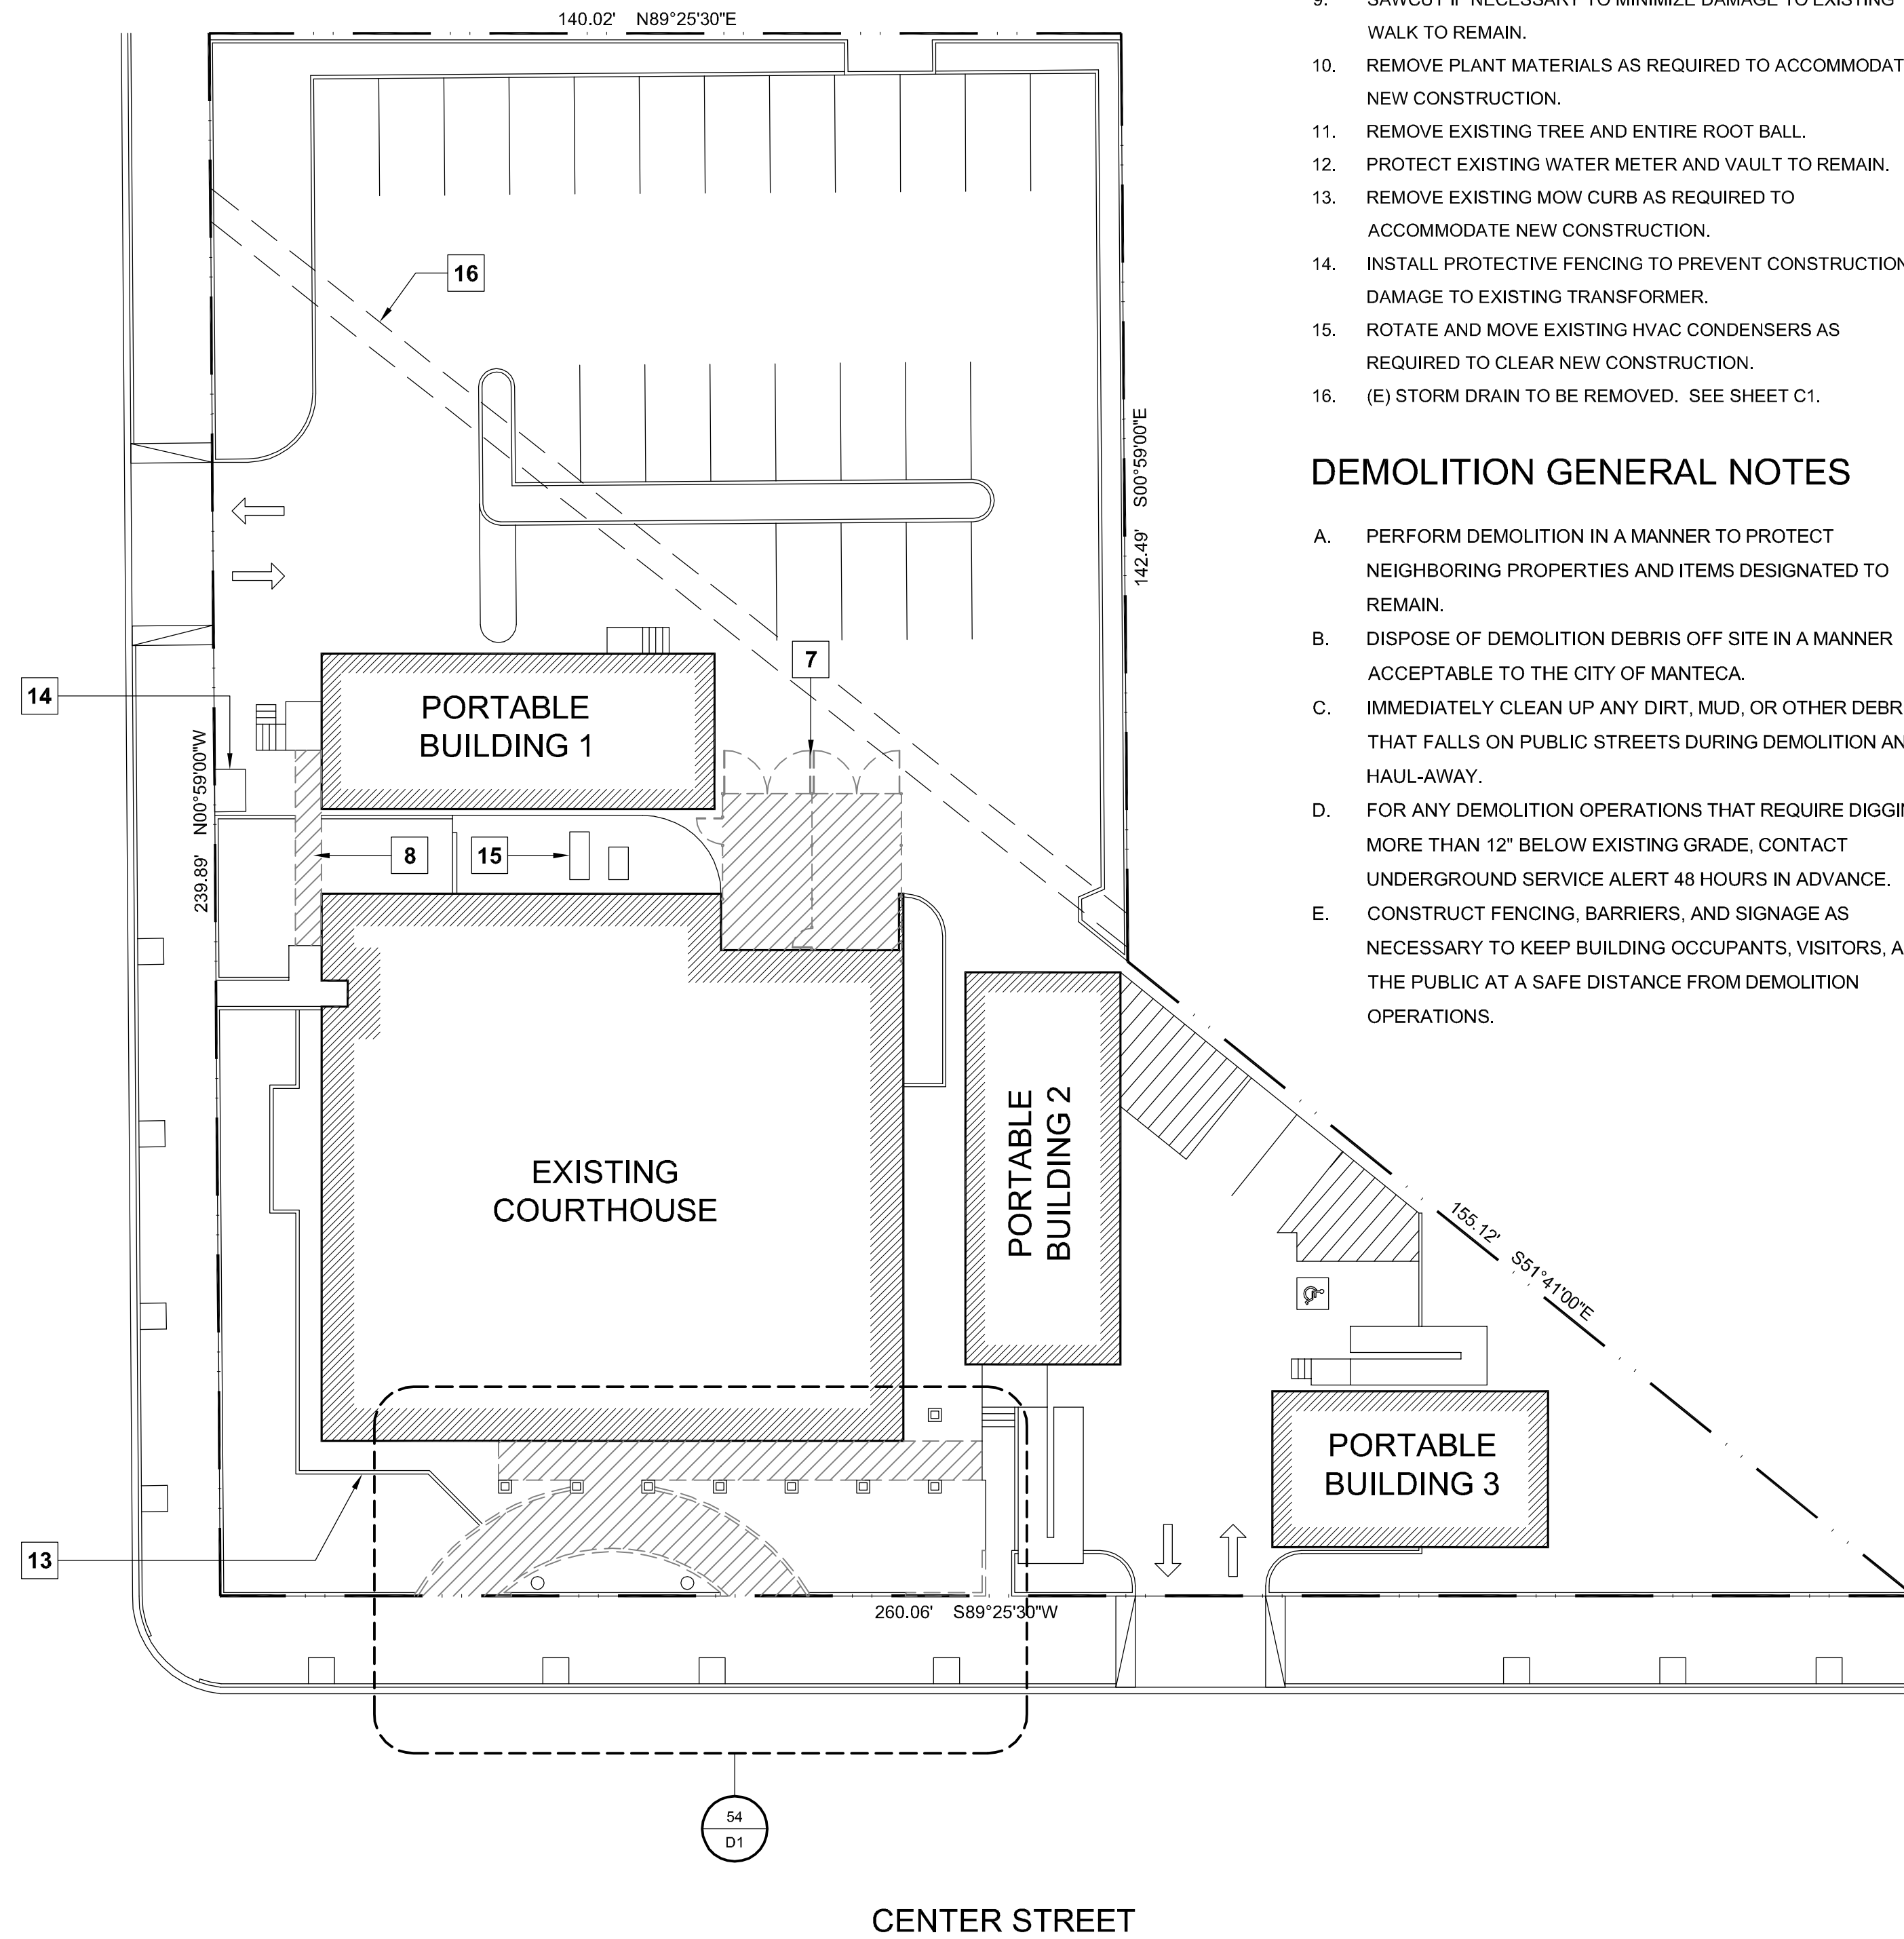 140.02' N89°25'30"E
16
7
14
PORTABLE
BUILDING 1
239.89' N00°59'00"W
142.49' S00°59'00"E
8
15
EXISTING
COURTHOUSE
PORTABLE
BUILDING 2
155.12' S51°41'00"E
PORTABLE
BUILDING 3
13
260.06' S89°25'30"W
54
D1
CENTER STREET
9. SAWCUT IF NECESSARY TO MINIMIZE DAMAGE TO EXISTING
WALK TO REMAIN.
10. REMOVE PLANT MATERIALS AS REQUIRED TO ACCOMMODAT
NEW CONSTRUCTION.
11. REMOVE EXISTING TREE AND ENTIRE ROOT BALL.
12. PROTECT EXISTING WATER METER AND VAULT TO REMAIN.
13. REMOVE EXISTING MOW CURB AS REQUIRED TO
ACCOMMODATE NEW CONSTRUCTION.
14. INSTALL PROTECTIVE FENCING TO PREVENT CONSTRUCTION
DAMAGE TO EXISTING TRANSFORMER.
15. ROTATE AND MOVE EXISTING HVAC CONDENSERS AS
REQUIRED TO CLEAR NEW CONSTRUCTION.
16. (E) STORM DRAIN TO BE REMOVED. SEE SHEET C1.
DEMOLITION GENERAL NOTES
A. PERFORM DEMOLITION IN A MANNER TO PROTECT
NEIGHBORING PROPERTIES AND ITEMS DESIGNATED TO
REMAIN.
B. DISPOSE OF DEMOLITION DEBRIS OFF SITE IN A MANNER
ACCEPTABLE TO THE CITY OF MANTECA.
C. IMMEDIATELY CLEAN UP ANY DIRT, MUD, OR OTHER DEBR
THAT FALLS ON PUBLIC STREETS DURING DEMOLITION AN
HAUL-AWAY.
D. FOR ANY DEMOLITION OPERATIONS THAT REQUIRE DIGGI
MORE THAN 12" BELOW EXISTING GRADE, CONTACT
UNDERGROUND SERVICE ALERT 48 HOURS IN ADVANCE.
E. CONSTRUCT FENCING, BARRIERS, AND SIGNAGE AS
NECESSARY TO KEEP BUILDING OCCUPANTS, VISITORS, A
THE PUBLIC AT A SAFE DISTANCE FROM DEMOLITION
OPERATIONS.